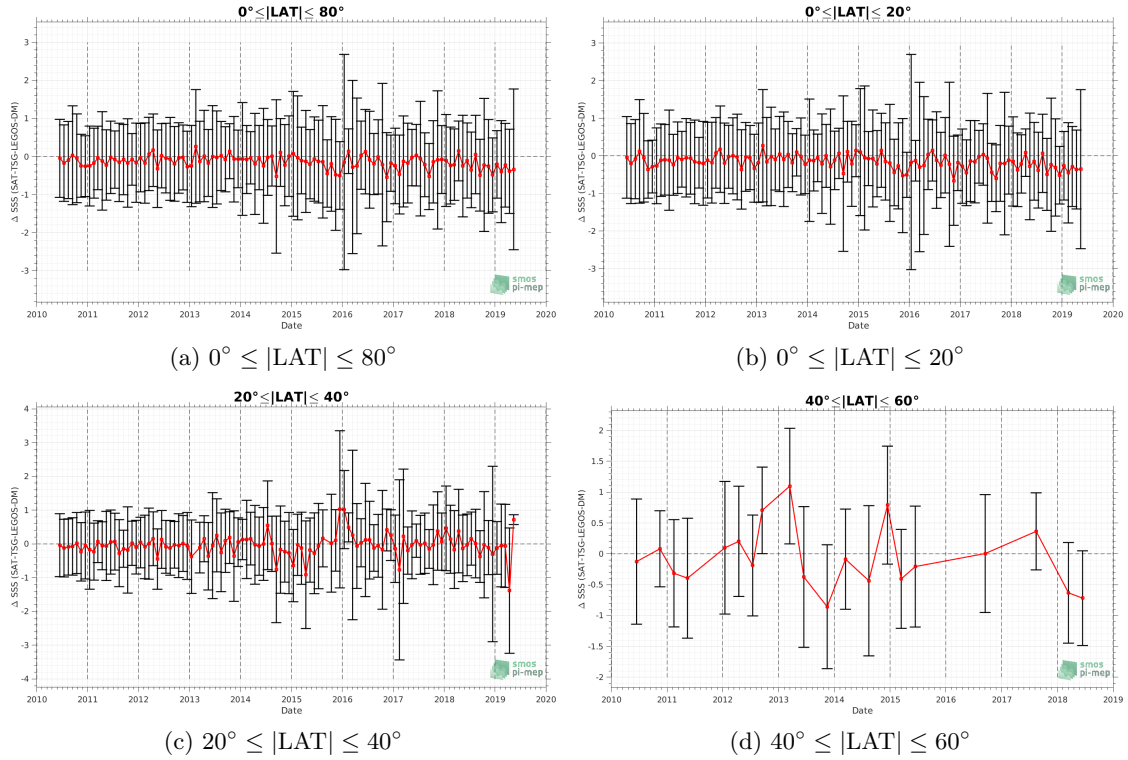 0°≤|LAT|≤ 80°
Δ SSS (SAT-TSG-LEGOS-DM)
3
2
1
0
-1
-2
-3
2010 2011 2012 2013 2014 2015 2016 2017 2018 2019 2020
Date
smos
pi-mep
(a) 0° ≤ |LAT| ≤ 80°
0°≤|LAT|≤ 20°
Δ SSS (SAT-TSG-LEGOS-DM)
3
2
1
0
-1
-2
-3
2010 2011 2012 2013 2014 2015 2016 2017 2018 2019 2020
Date
smos
pi-mep
(b) 0° ≤ |LAT| ≤ 20°
20°≤|LAT|≤ 40°
Δ SSS (SAT-TSG-LEGOS-DM)
4
3
2
1
0
-1
-2
-3
-4
2010 2011 2012 2013 2014 2015 2016 2017 2018 2019 2020
Date
smos
pi-mep
(c) 20° ≤ |LAT| ≤ 40°
40°≤|LAT|≤ 60°
Δ SSS (SAT-TSG-LEGOS-DM)
2
1.5
1
0.5
0
-0.5
-1
-1.5
-2
2010 2011 2012 2013 2014 2015 2016 2017 2018 2019
Date
smos
pi-mep
(d) 40° ≤ |LAT| ≤ 60°